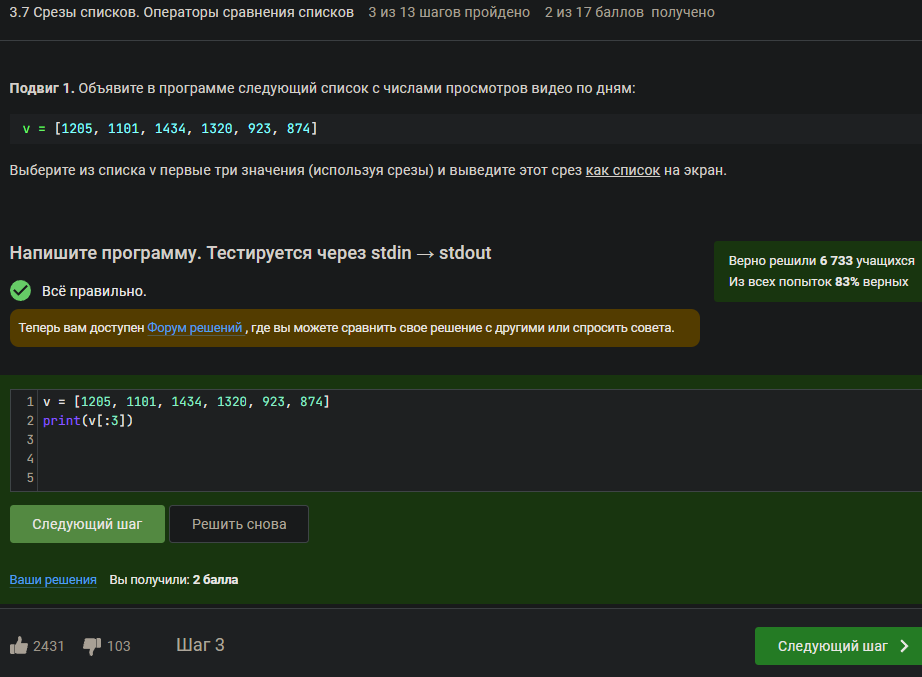 3.7 Срезы списков. Операторы сравнения списков 3 из 13 шагов пройдено 2 из 17 баллов получено
Подвиг 1. Объявите в программе следующий список с числами просмотров видео по дням:
v = [1205, 1101, 1434, 1320, 923, 874]
Выберите из списка v первые три значения (используя срезы) и выведите этот срез как список на экран.
Напишите программу. Тестируется через stdin → stdout
Верно решили 6 733 учащихся
Из всех попыток 83% верных
Всё правильно.
Теперь вам доступен Форум решений , где вы можете сравнить свое решение с другими или спросить совета.
1 v = [1205, 1101, 1434, 1320, 923, 874]
2 print(v[:3])
3
4
5
Следующий шаг Решить снова
Ваши решения Вы получили: 2 балла
2431 103 Шаг 3 Следующий шаг